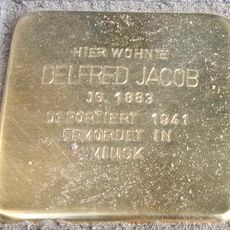 HIER WOHNTE
DELFRED JACOB
JG. 1883
DEPORTIERT 1941
ERMORDET IN
MINSK